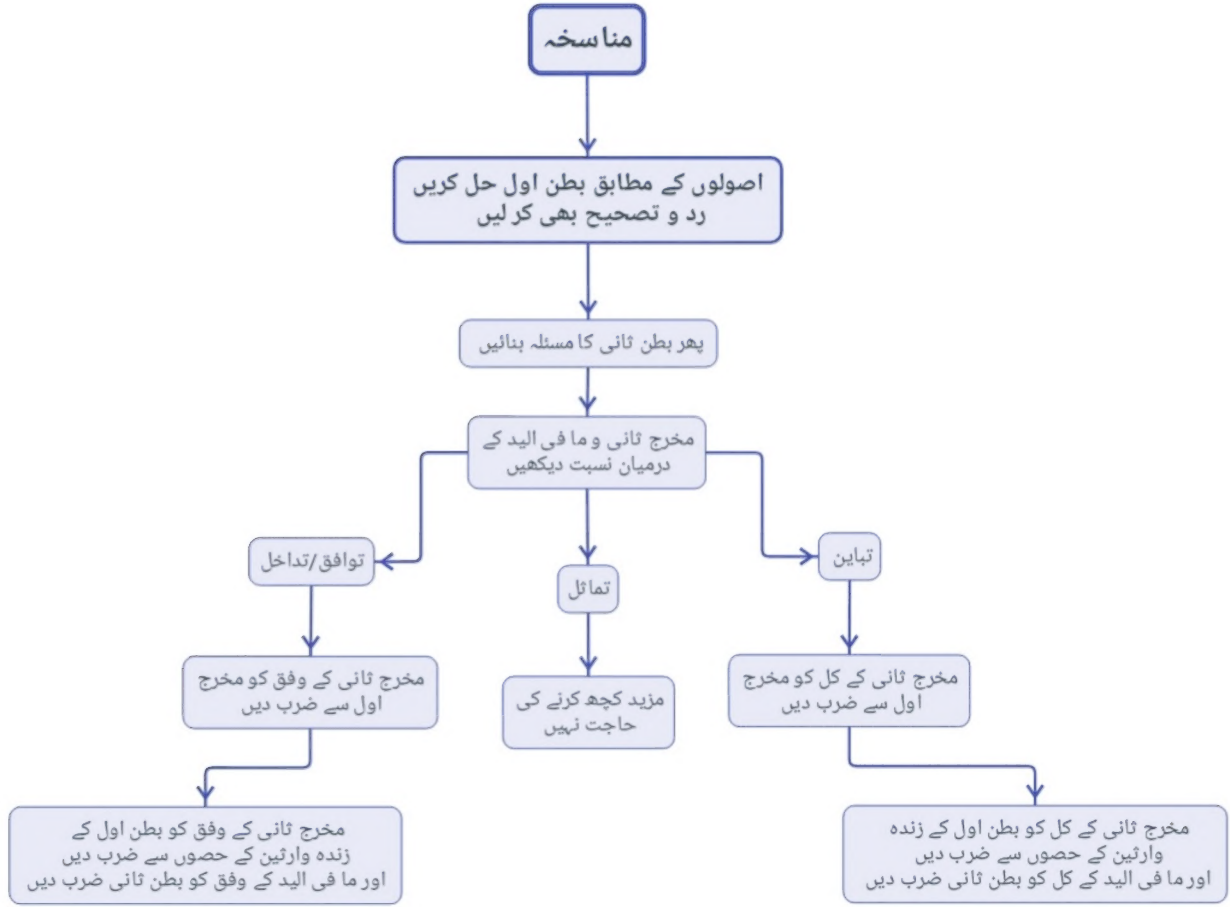 مناسخہ
اصولوں کے مطابق بطن اول حل کریں
رد و تصحیح بھی کر لیں
پھر بطن ثانی کا مسئلہ بنائیں
مخرج ثانی و ما فی الید کے
درمیان نسبت دیکھیں
تباین
تماثل
توافق/تداخل
مخرج ثانی کے کل کو مخرج
اول سے ضرب دیں
مزید کچھ کرنے کی
حاجت نہیں
مخرج ثانی کے وفق کو مخرج
اول سے ضرب دیں
مخرج ثانی کے کل کو بطن اول کے زندہ
وارثین کے حصوں سے ضرب دیں
اور ما فی الید کے کل کو بطن ثانی ضرب دیں
مخرج ثانی کے وفق کو بطن اول کے
زندہ وارثین کے حصوں سے ضرب دیں
اور ما فی الید کے وفق کو بطن ثانی ضرب دیں